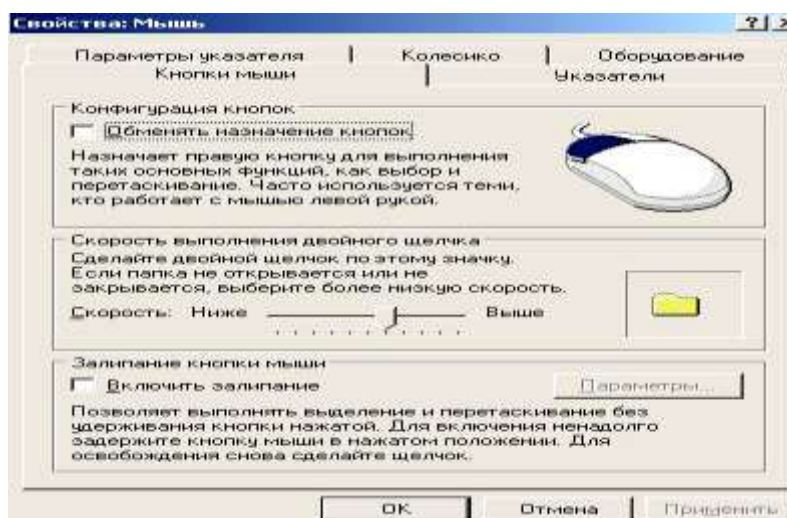 Свойства: Мышь
Параметры указателя Колесико Оборудование
Кнопки мыши Указатели
Конфигурация кнопок
Обменять назначение кнопок
Назначает правую кнопку для выполнения
таких основных функций, как выбор и
перетаскивание. Часто используется теми,
кто работает с мышью левой рукой.
Скорость выполнения двойного щелчка
Сделайте двойной щелчок по этому значку.
Если папка не открывается или не
закрывается, выберите более низкую скорость.
Скорость: Ниже Выше
Залипание кнопки мыши
Включить залипание Параметры...
Позволяет выполнять выделение и перетаскивание без
удерживания кнопки нажатой. Для включения ненадолго
задержите кнопку мыши в нажатом положении. Для
освобождения снова сделайте щелчок.
OK Отмена Применить